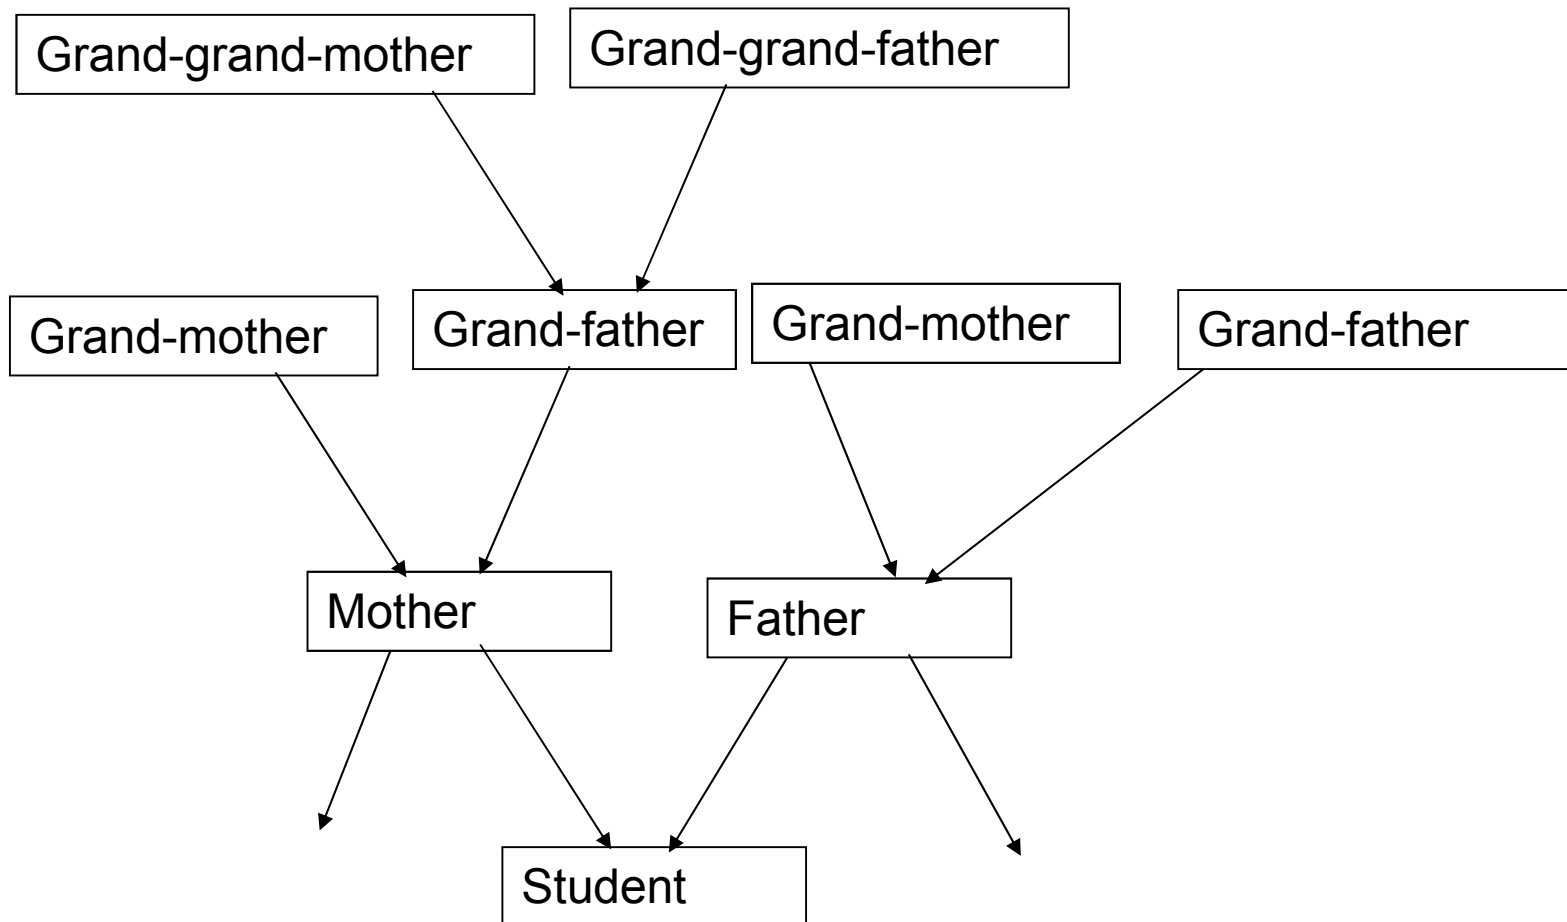 Grand-grand-mother
Grand-grand-father
Grand-mother
Grand-father
Grand-mother
Grand-father
Mother
Father
Student